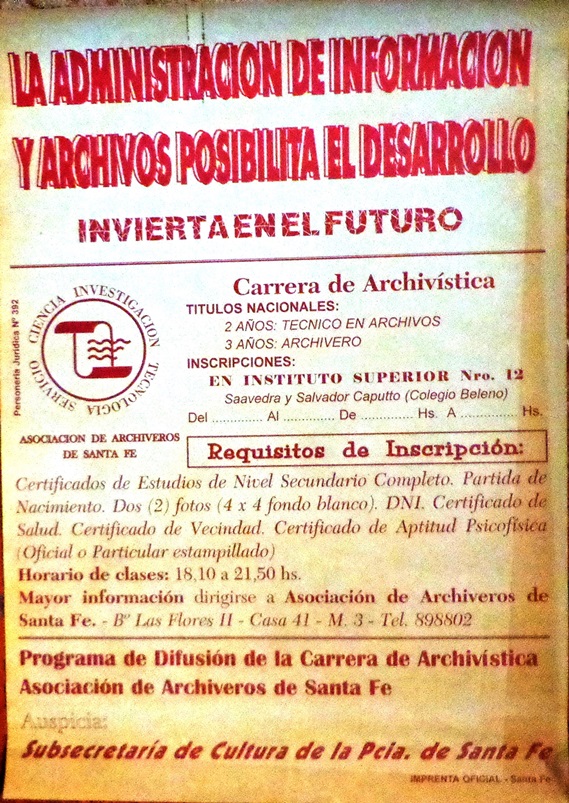 LA ADMINISTRACION DE INFORMACION
Y ARCHIVOS POSIBILITA EL DESARROLLO
INVIERTA EN EL FUTURO
Personería Jurídica Nº 392
CIENCIA INVESTIGACION TECNOLOGIA SERVICIO
ASOCIACION DE ARCHIVEROS
DE SANTA FE
Carrera de Archivística
TITULOS NACIONALES:
2 AÑOS: TECNICO EN ARCHIVOS
3 AÑOS: ARCHIVERO
INSCRIPCIONES:
EN INSTITUTO SUPERIOR Nro. 12
Saavedra y Salvador Caputto (Colegio Beleno)
Del ............. Al ............. De ............. Hs. A ............. Hs.
Requisitos de Inscripción:
Certificados de Estudios de Nivel Secundario Completo. Partida de
Nacimiento. Dos (2) fotos (4 x 4 fondo blanco). DNI. Certificado de
Salud. Certificado de Vecindad. Certificado de Aptitud Psicofísica
(Oficial o Particular estampillado)
Horario de clases: 18,10 a 21,50 hs.
Mayor información dirigirse a Asociación de Archiveros de
Santa Fe. - Bº Las Flores II - Casa 41 - M. 3 - Tel. 898802
Programa de Difusión de la Carrera de Archivística
Asociación de Archiveros de Santa Fe
Auspicia:
Subsecretaría de Cultura de la Pcia. de Santa Fe
IMPRENTA OFICIAL - Santa Fe